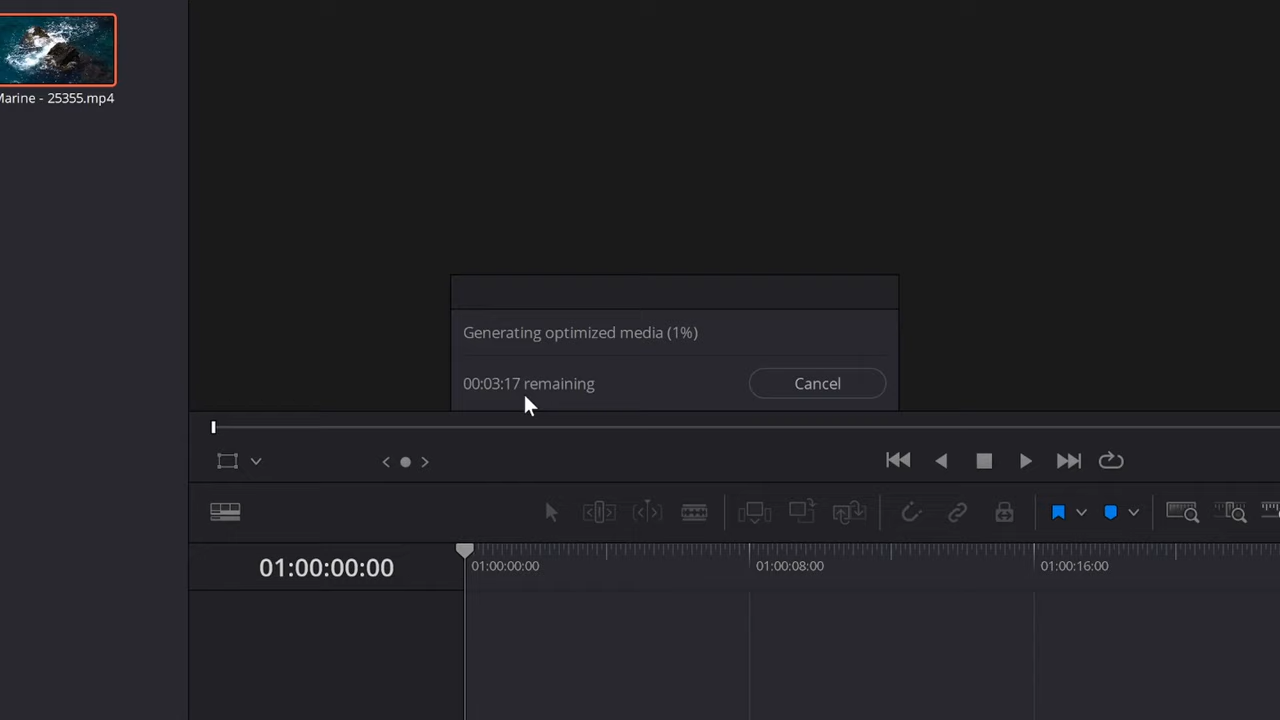 Marine - 25355.mp4
Generating optimized media (1%)
00:03:17 remaining
Cancel
01:00:00:00
01:00:00:00
01:00:08:00
01:00:16:00